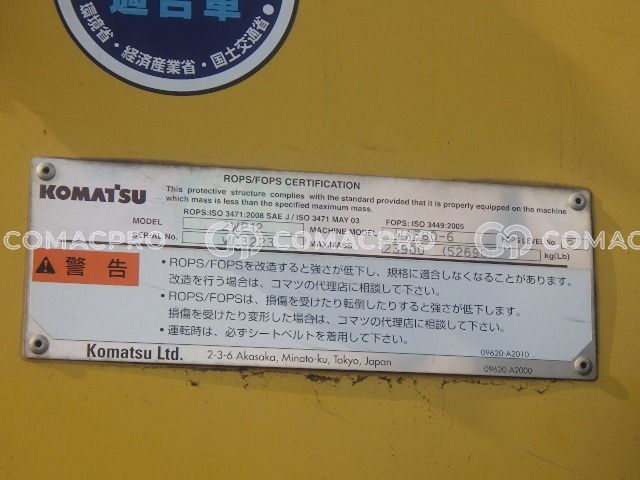 適合車
環境省・経済産業省・国土交通省
ROPS/FOPS CERTIFICATION
KOMATSU
This protective structure complies with the standard provided that it is properly equipped on the machine
which mass is less than the specified maximum mass.
ROPS:ISO 3471:2008 SAE J / ISO 3471 MAY 03 FOPS: ISO 3449:2005
MODEL MACHINE MODEL FOPS LEVEL No. 2
SERIAL No. MAX.MASS 23900 kg(Lb)
COMACPRO COMACPRO COMACPRO
警告
・ROPS/FOPSを改造すると強さが低下し、規格に適合しなくなることがあります。
改造を行う場合は、コマツの代理店に相談して下さい。
・ROPS/FOPSは、損傷を受けたり転倒したりすると強さが低下します。
損傷を受けたり変形した場合は、コマツの代理店に相談して下さい。
・運転時は、必ずシートベルトを着用して下さい。
09620-A2010
Komatsu Ltd. 2-3-6 Akasaka, Minato-ku, Tokyo, Japan
09620-A2000